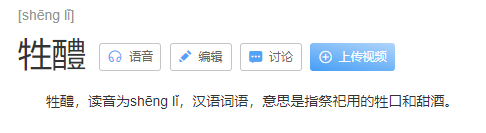 [shēng lǐ]
牲醴 语音 编辑 讨论 上传视频
牲醴，读音为shēng lǐ，汉语词语，意思是指祭祀用的牲口和甜酒。